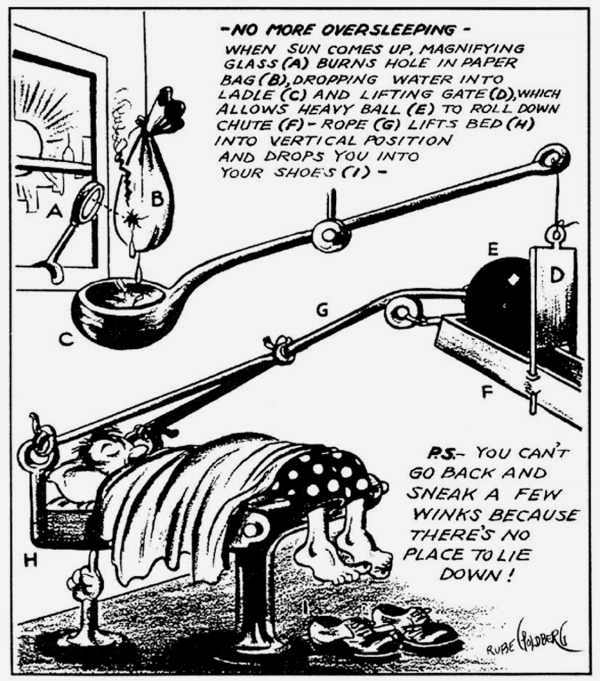 -NO MORE OVERSLEEPING-
WHEN SUN COMES UP, MAGNIFYING
GLASS (A) BURNS HOLE IN PAPER
BAG (B), DROPPING WATER INTO
LADLE (C) AND LIFTING GATE (D), WHICH
ALLOWS HEAVY BALL (E) TO ROLL DOWN
CHUTE (F)- ROPE (G) LIFTS BED (H)
INTO VERTICAL POSITION
AND DROPS YOU INTO
YOUR SHOES (I)-
A
B
C
D
E
F
G
H
P.S.- YOU CAN'T
GO BACK AND
SNEAK A FEW
WINKS BECAUSE
THERE'S NO
PLACE TO LIE
DOWN!
I
RUBE GOLDBERG